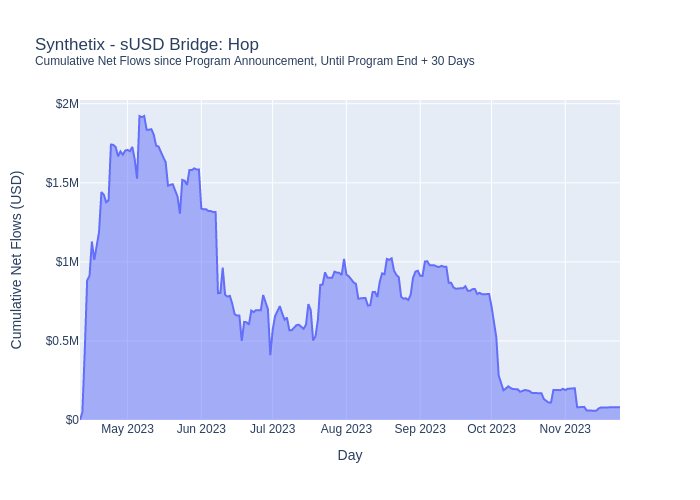 Synthetix - sUSD Bridge: Hop
Cumulative Net Flows since Program Announcement, Until Program End + 30 Days
$2M
$1.5M
$1M
$0.5M
$0
Cumulative Net Flows (USD)
May 2023
Jun 2023
Jul 2023
Aug 2023
Sep 2023
Oct 2023
Nov 2023
Day